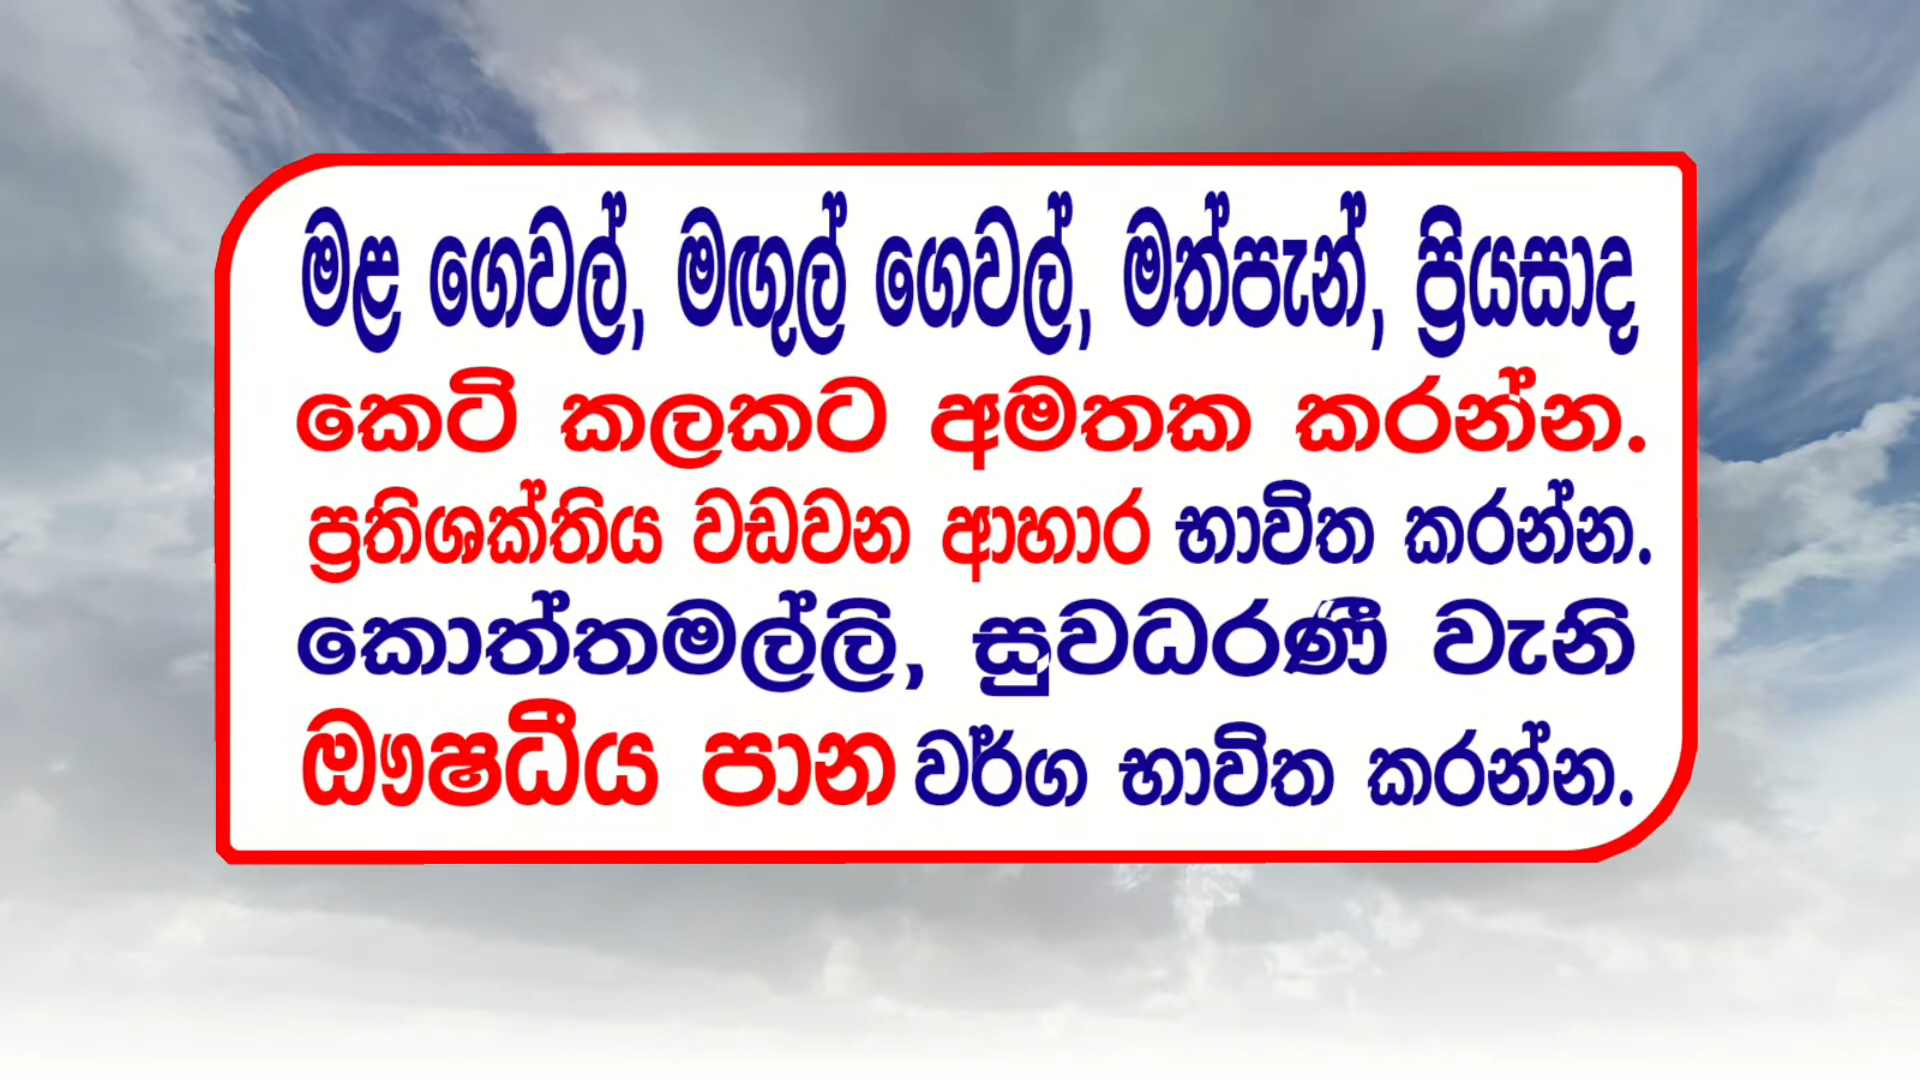 මළ ගෙවල්, මඟුල් ගෙවල්, මත්පැන්, ප්‍රියසාද
කෙටි කලකට අමතක කරන්න.
ප්‍රතිශක්තිය වඩවන ආහාර භාවිත කරන්න.
කොත්තමල්ලි, සුවධරණී වැනි
ඖෂධීය පාන වර්ග භාවිත කරන්න.